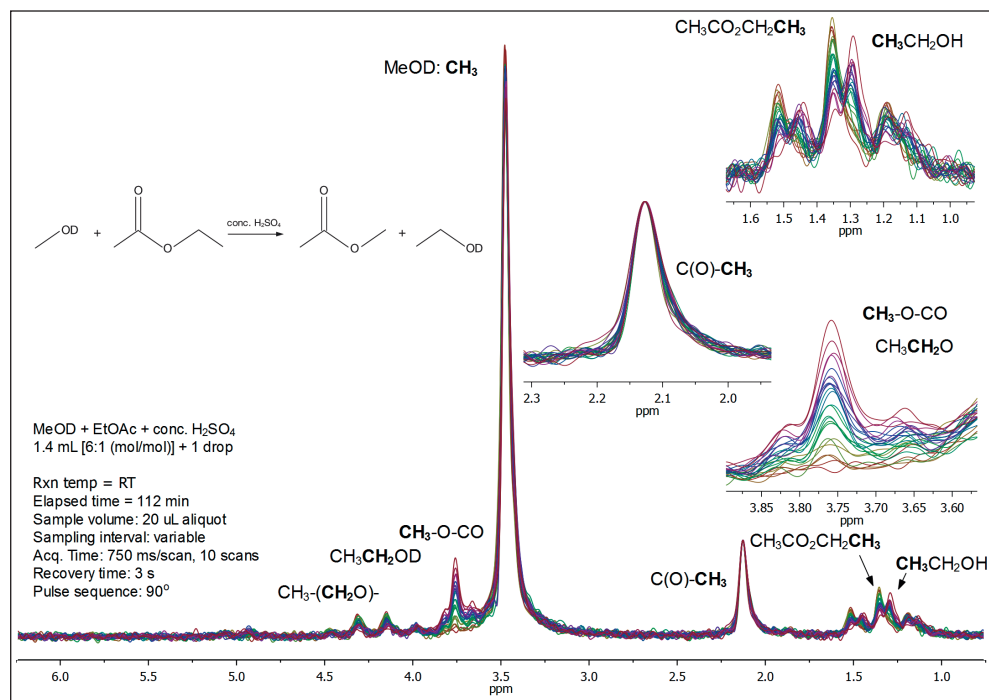 CH₃CO₂CH₂CH₃
CH₃CH₂OH
MeOD: CH₃
1.6 1.5 1.4 1.3 1.2 1.1 1.0
ppm
O
OD
+
O
conc. H₂SO₄
O
O
+
OD
C(O)-CH₃
2.3 2.2 2.1 2.0
ppm
CH₃-O-CO
CH₃CH₂O
3.85 3.80 3.75 3.70 3.65 3.60
ppm
MeOD + EtOAc + conc. H₂SO₄
1.4 mL [6:1 (mol/mol)] + 1 drop
Rxn temp = RT
Elapsed time = 112 min
Sample volume: 20 uL aliquot
Sampling interval: variable
Acq. Time: 750 ms/scan, 10 scans
Recovery time: 3 s
Pulse sequence: 90°
CH₃-O-CO
CH₃CH₂OD
CH₃-(CH₂O)-
C(O)-CH₃
CH₃CO₂CH₂CH₃
CH₃CH₂OH
6.0 5.5 5.0 4.5 4.0 3.5 3.0 2.5 2.0 1.5 1.0
ppm